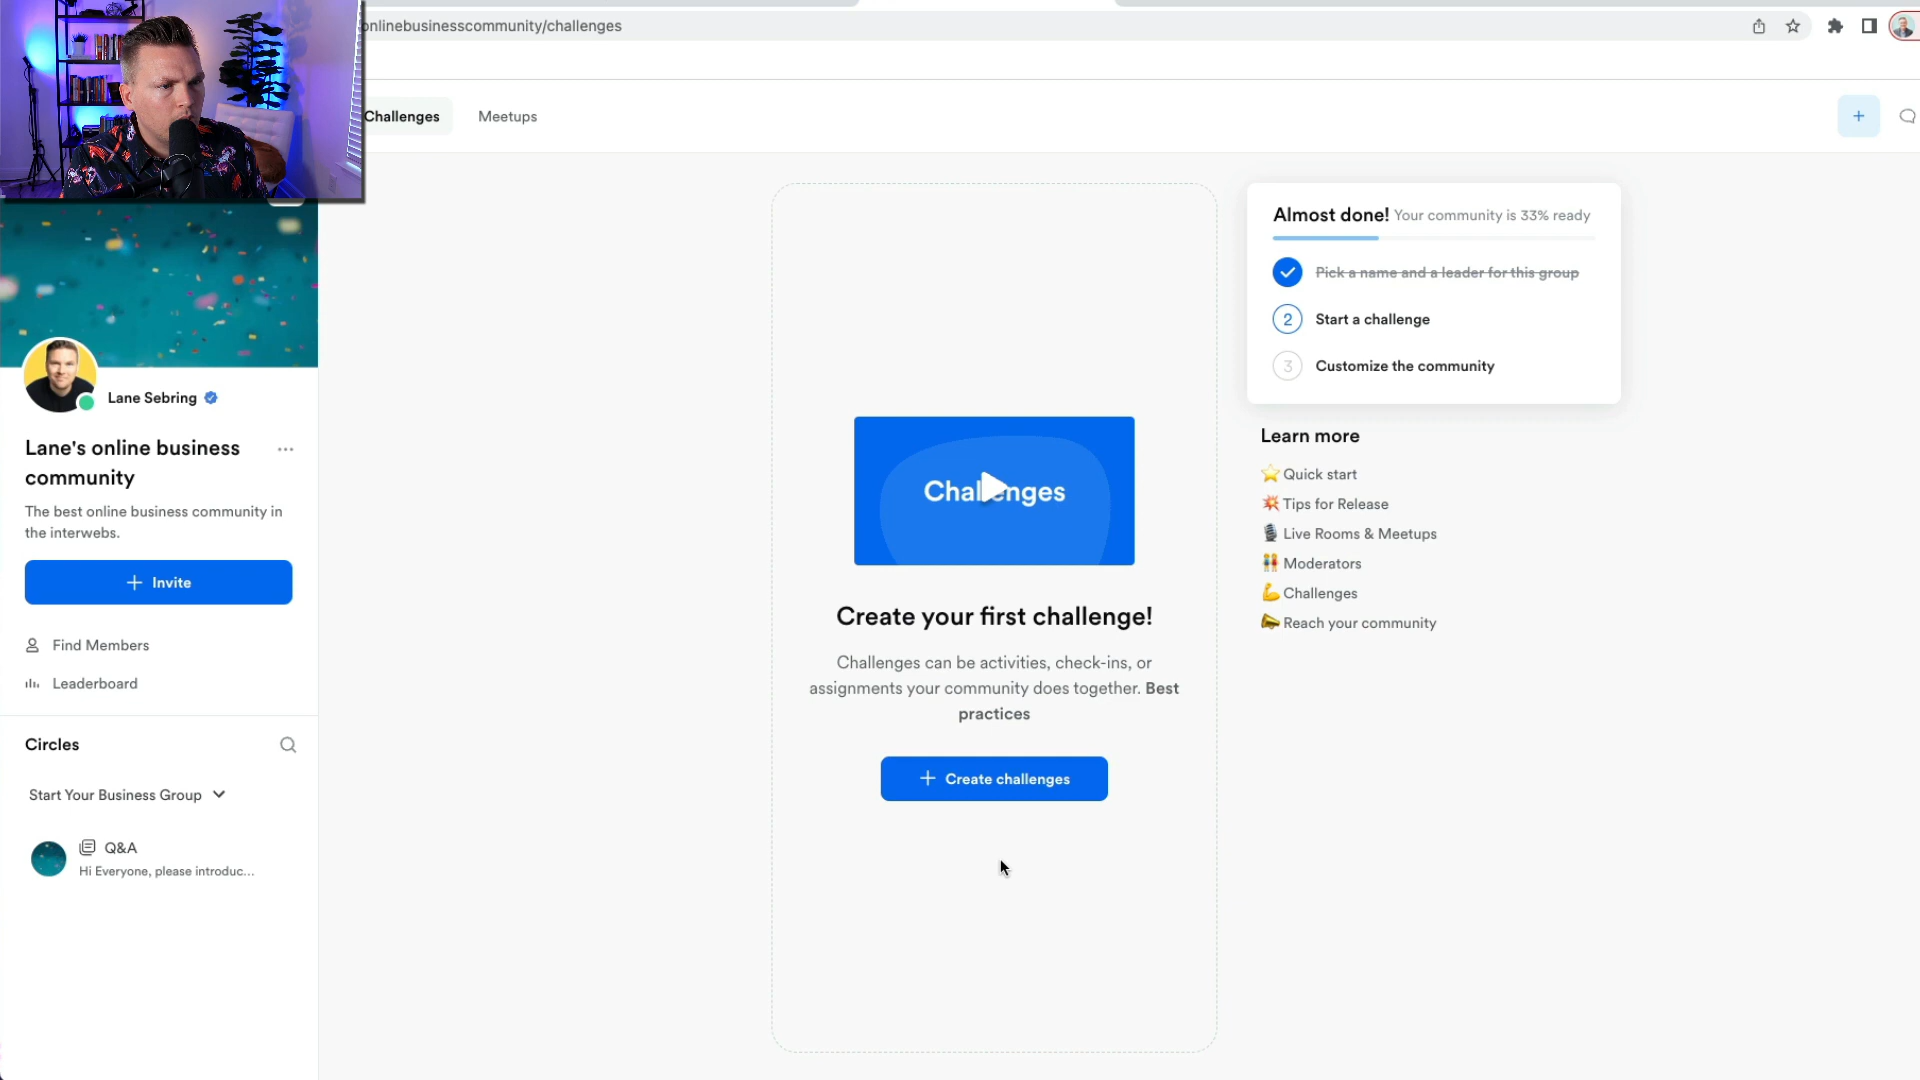 onlinebusinesscommunity/challenges
Challenges
Meetups
Lane Sebring
Lane's online business
community
The best online business community in
the interwebs.
Invite
Find Members
Leaderboard
Circles
Start Your Business Group
Q&A
Hi Everyone, please introduc...
Challenges
Create your first challenge!
Challenges can be activities, check-ins, or
assignments your community does together. Best
practices
Create challenges
Almost done! Your community is 33% ready
Pick a name and a leader for this group
2 Start a challenge
3 Customize the community
Learn more
Quick start
Tips for Release
Live Rooms & Meetups
Moderators
Challenges
Reach your community